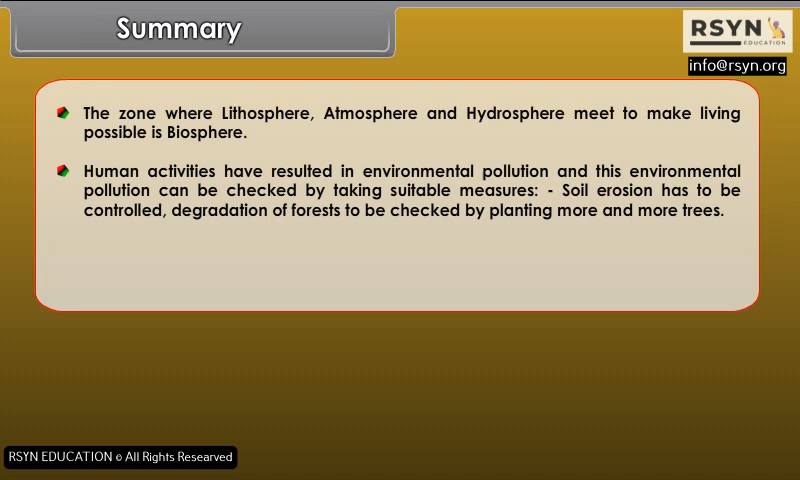 Summary
RSYN
EDUCATION
info@rsyn.org
The zone where Lithosphere, Atmosphere and Hydrosphere meet to make living
possible is Biosphere.
Human activities have resulted in environmental pollution and this environmental
pollution can be checked by taking suitable measures: - Soil erosion has to be
controlled, degradation of forests to be checked by planting more and more trees.
RSYN EDUCATION © All Rights Researved